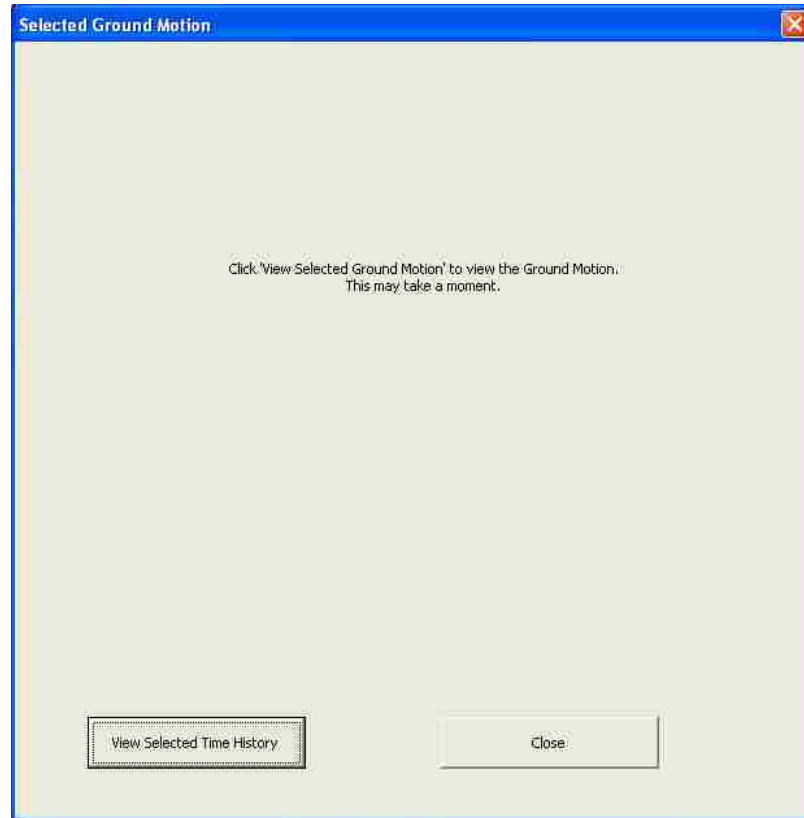 Selected Ground Motion
Click 'View Selected Ground Motion' to view the Ground Motion.
This may take a moment.
View Selected Time History
Close